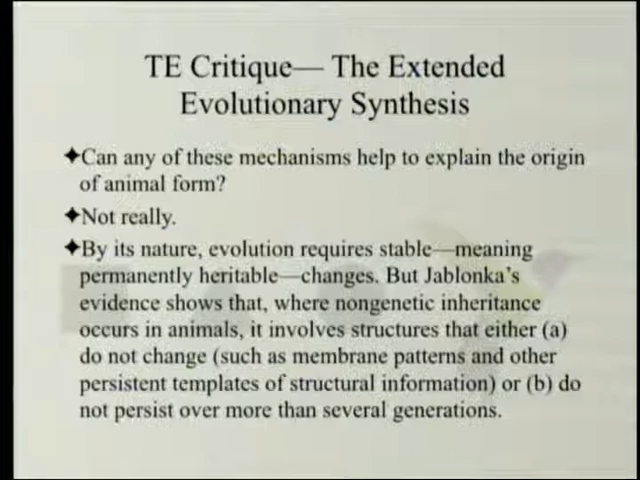 TE Critique— The Extended
Evolutionary Synthesis
✦Can any of these mechanisms help to explain the origin
of animal form?
✦Not really.
✦By its nature, evolution requires stable—meaning
permanently heritable—changes. But Jablonka's
evidence shows that, where nongenetic inheritance
occurs in animals, it involves structures that either (a)
do not change (such as membrane patterns and other
persistent templates of structural information) or (b) do
not persist over more than several generations.